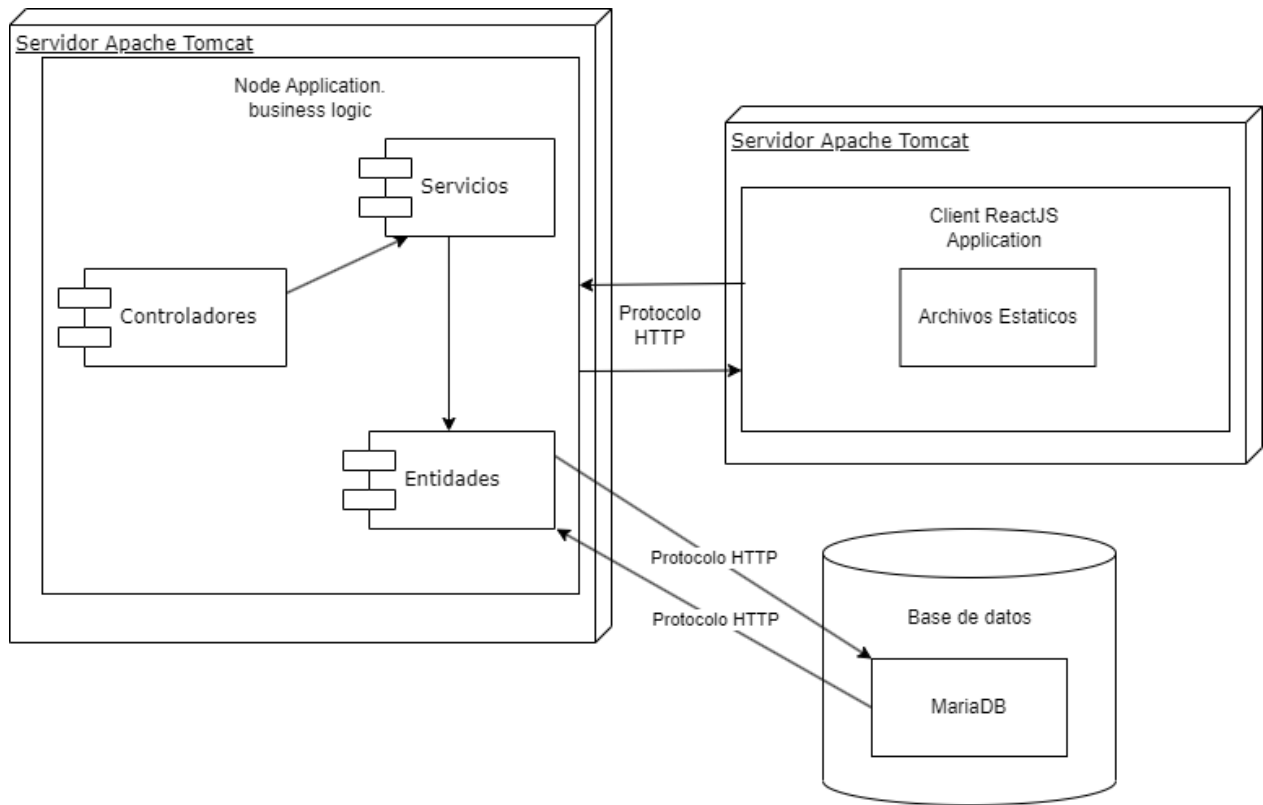 Servidor Apache Tomcat
Node Application.
business logic
Servicios
Controladores
Entidades
Protocolo
HTTP
Servidor Apache Tomcat
Client ReactJS
Application
Archivos Estaticos
Protocolo HTTP
Protocolo HTTP
Base de datos
MariaDB